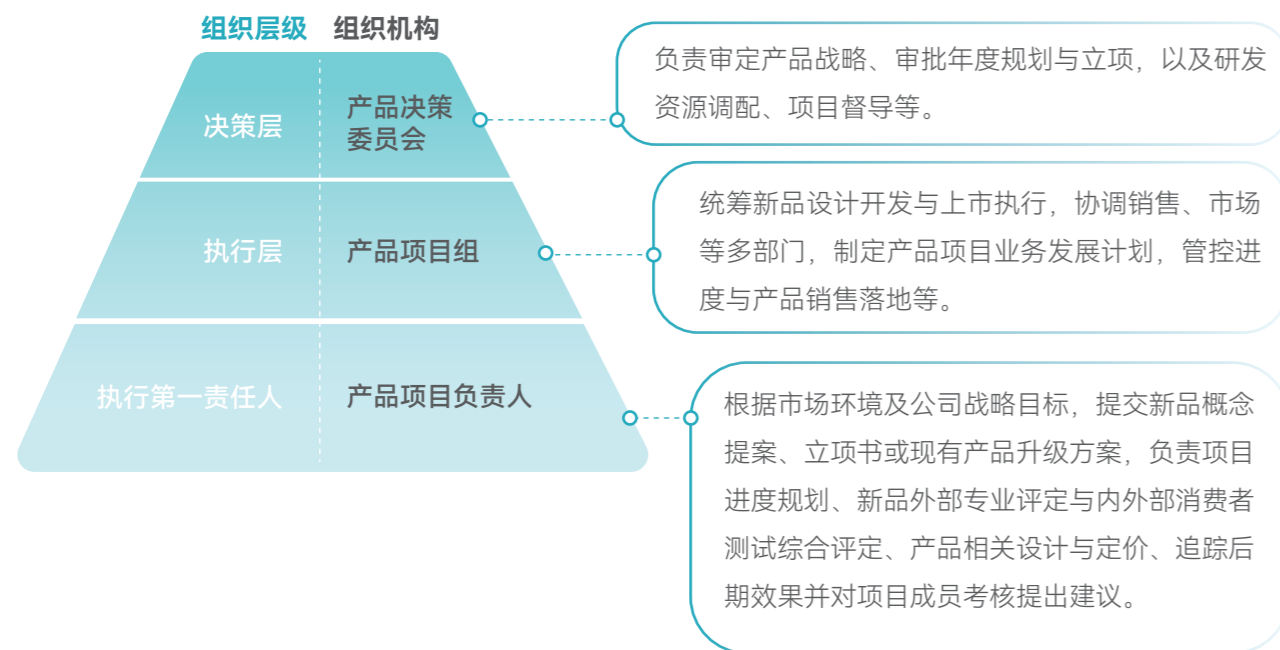 组织层级 组织机构
决策层
产品决策
委员会
负责审定产品战略、审批年度规划与立项，以及研发
资源调配、项目督导等。
执行层
产品项目组
统筹新品设计开发与上市执行，协调销售、市场
等多部门，制定产品项目业务发展计划，管控进
度与产品销售落地等。
执行第一责任人
产品项目负责人
根据市场环境及公司战略目标，提交新品概念
提案、立项书或现有产品升级方案，负责项目
进度规划、新品外部专业评定与内外部消费者
测试综合评定、产品相关设计与定价、追踪后
期效果并对项目成员考核提出建议。